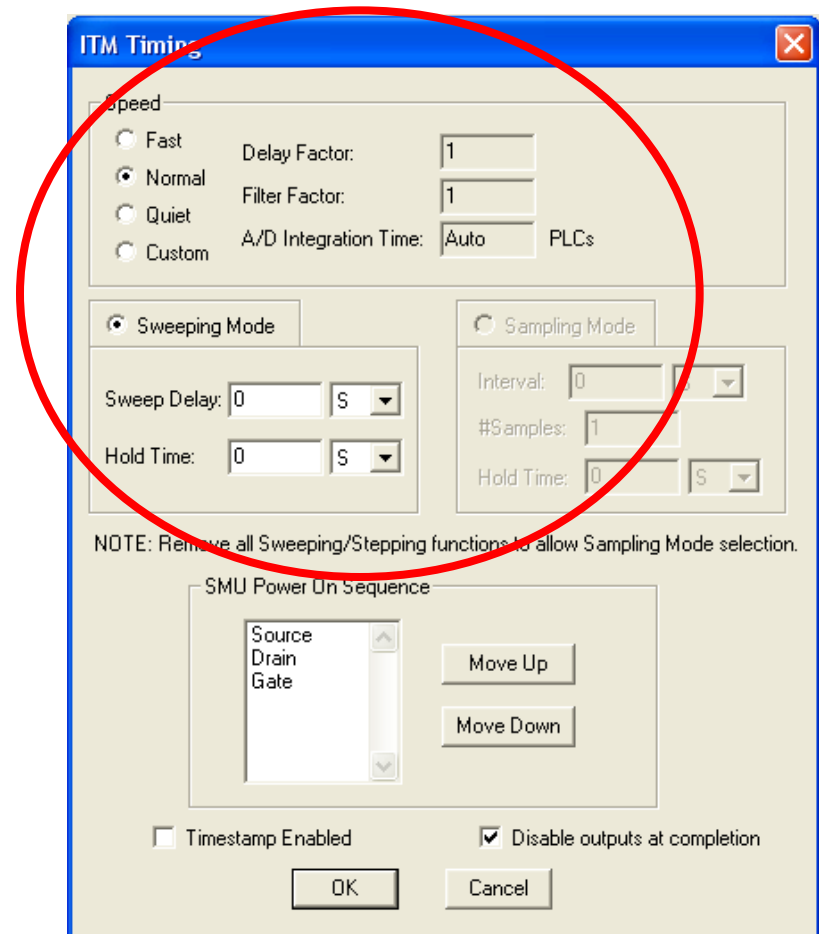 ITM Timing
Speed
Fast
Normal
Quiet
Custom
Delay Factor: 1
Filter Factor: 1
A/D Integration Time: Auto PLCs
Sweeping Mode
Sweep Delay: 0 S
Hold Time: 0 S
Sampling Mode
Interval: 0 S
#Samples: 1
Hold Time: 0 S
NOTE: Remove all Sweeping/Stepping functions to allow Sampling Mode selection.
SMU Power On Sequence
Source
Drain
Gate
Move Up
Move Down
Timestamp Enabled
Disable outputs at completion
OK
Cancel